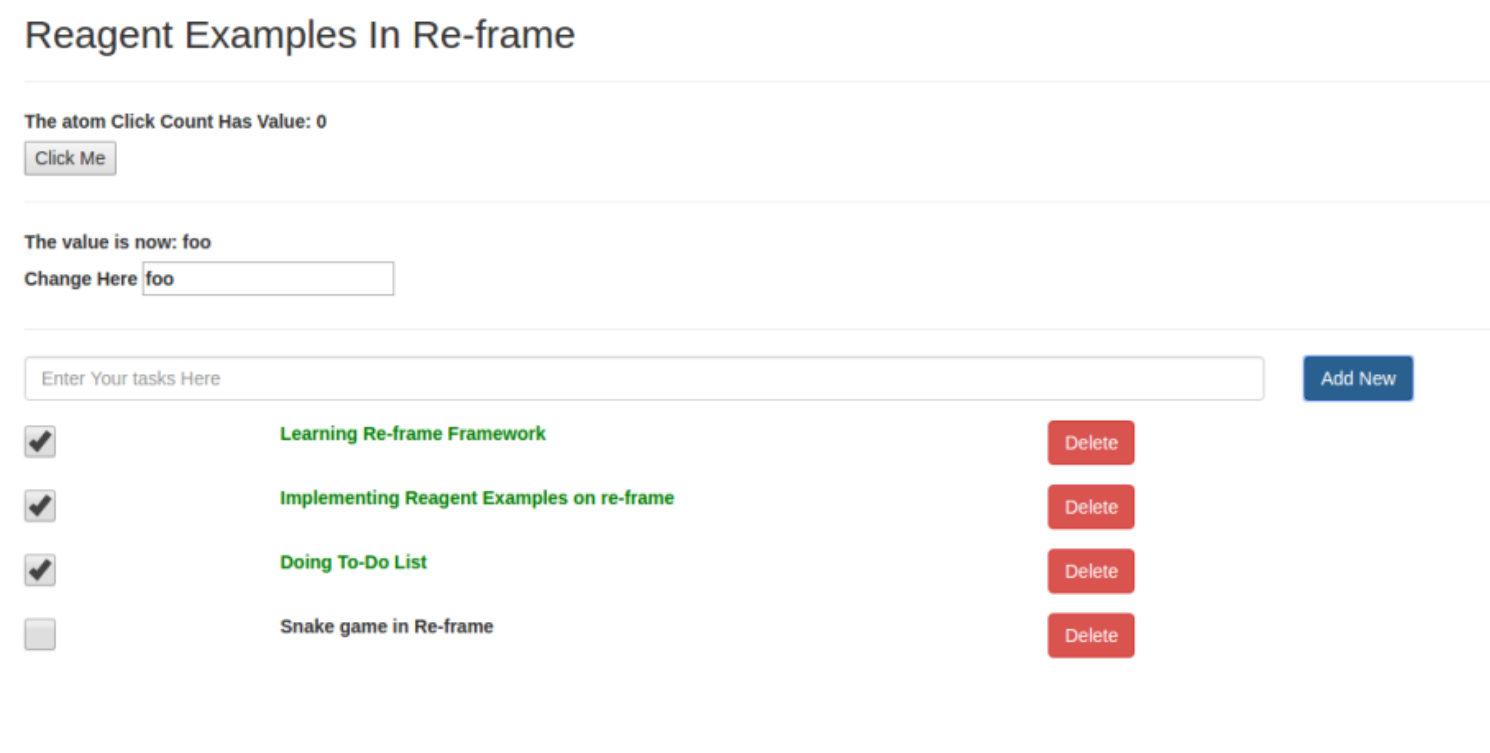 Reagent Examples In Re-frame
The atom Click Count Has Value: 0
Click Me
The value is now: foo
Change Here foo
Enter Your tasks Here Add New
Learning Re-frame Framework Delete
Implementing Reagent Examples on re-frame Delete
Doing To-Do List Delete
Snake game in Re-frame Delete